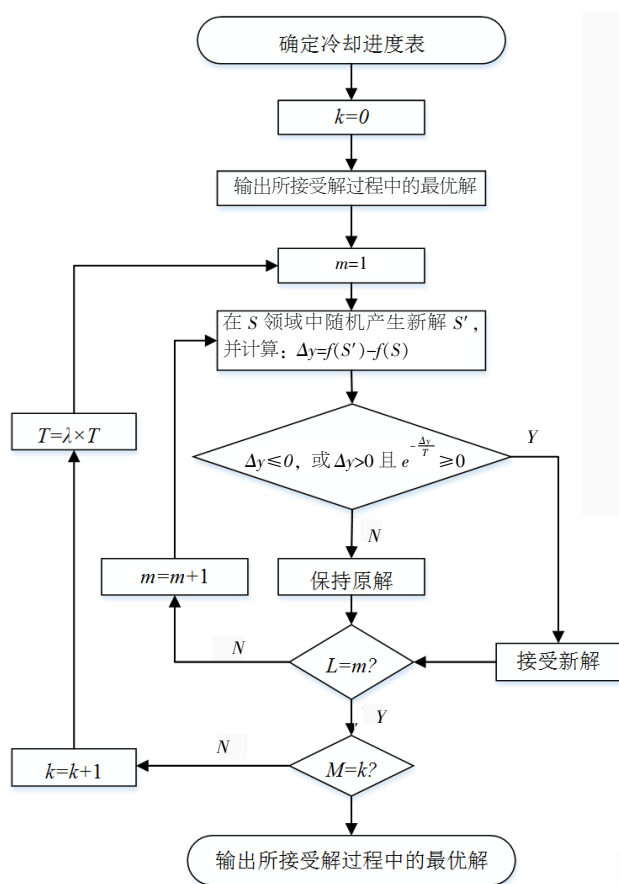 确定冷却进度表
k=0
输出所接受解过程中的最优解
m=1
在 S 领域中随机产生新解 S′，
并计算：Δy=f(S′)−f(S)
T=λ×T
Δy≤0，或Δy>0 且 e^{-Δy/T} ≥0
Y
N
m=m+1
保持原解
N
L=m?
接受新解
Y
N
k=k+1
M=k?
输出所接受解过程中的最优解